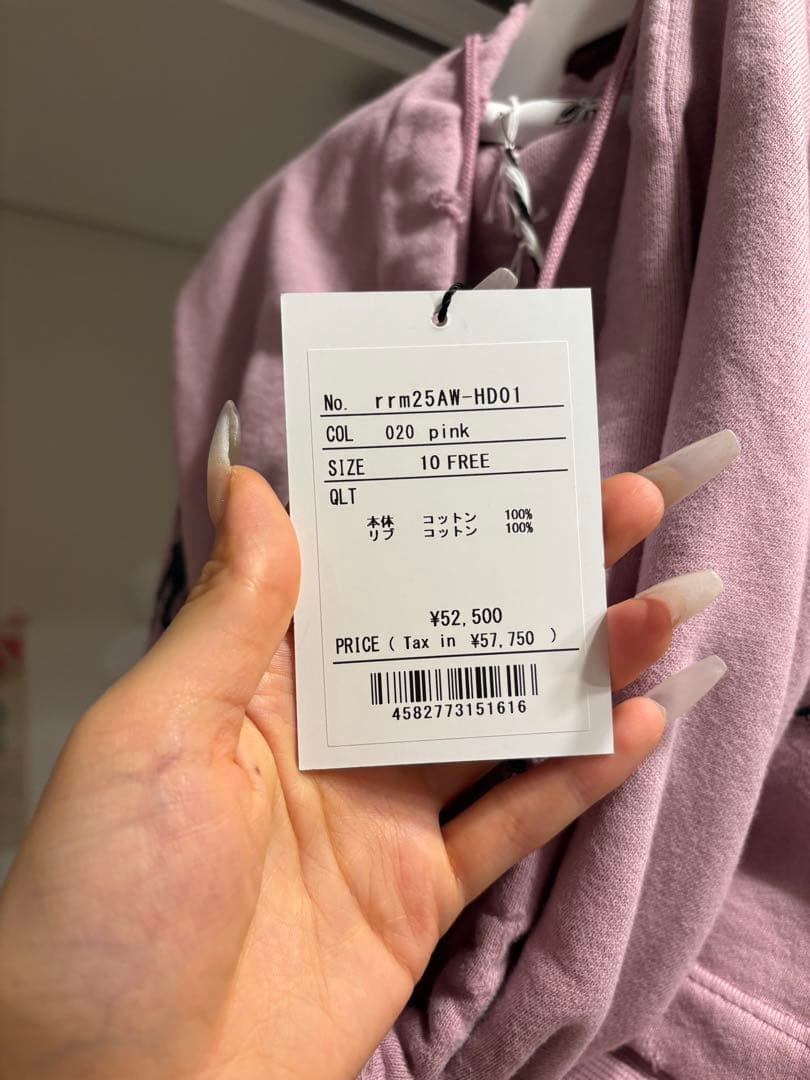 No. rrm25AW-HD01
COL 020 pink
SIZE 10 FREE
QLT
本体 コットン 100%
リブ コットン 100%
¥52,500
PRICE ( Tax in ¥57,750 )
4582773151616